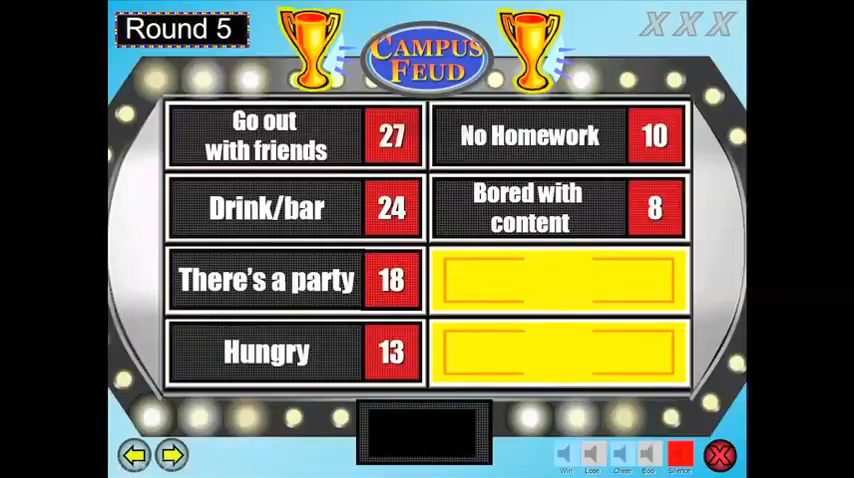 Round 5
CAMPUS
FEUD
X X X
Go out
with friends
27
No Homework
10
Drink/bar
24
Bored with
content
8
There's a party
18
Hungry
13
X
Win
Lose
Cheer
Boo
Silence